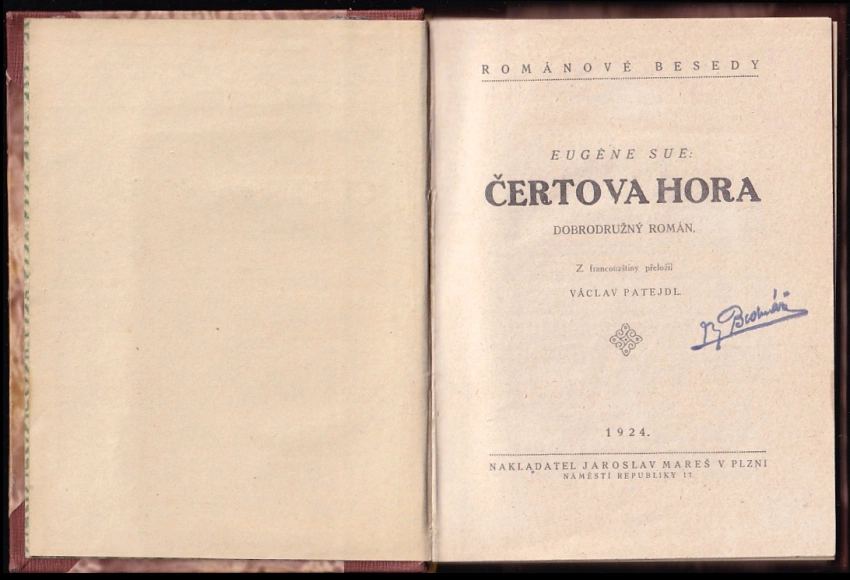 ROMÁNOVÉ BESEDY
EUGÈNE SUE:
ČERTOVA HORA
DOBRODRUŽNÝ ROMÁN.
Z francouzštiny přeložil
VÁCLAV PATEJDL.
1924.
NAKLADATEL JAROSLAV MAREŠ V PLZNI
NÁMĚSTÍ REPUBLIKY